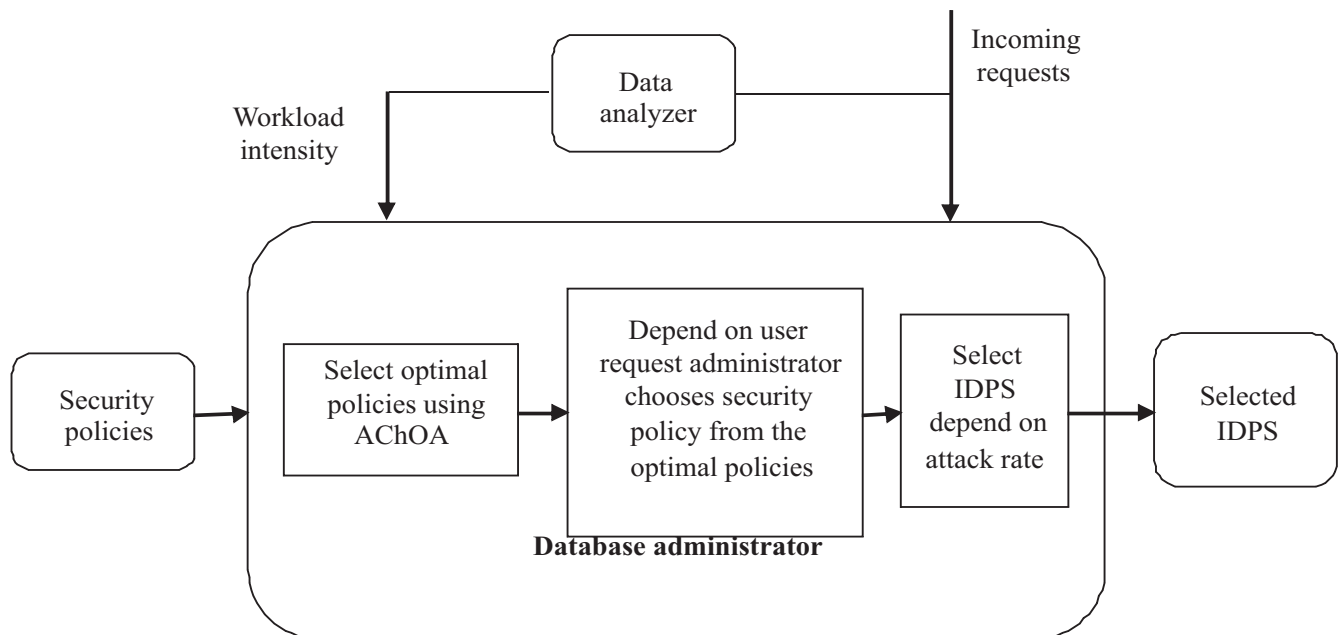 Incoming
requests
Data
analyzer
Workload
intensity
Security
policies
Select optimal
policies using
AChOA
Depend on user
request administrator
chooses security
policy from the
optimal policies
Select
IDPS
depend on
attack rate
Selected
IDPS
Database administrator